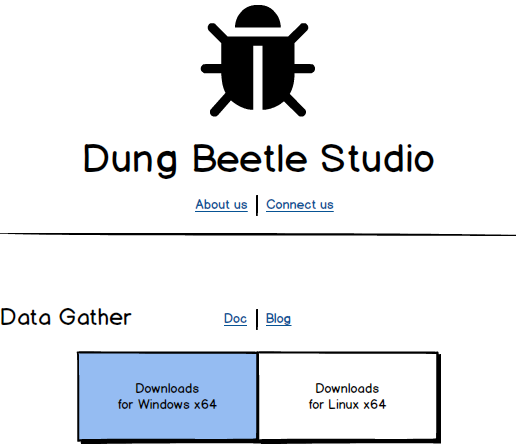 Dung Beetle Studio
About us | Connect us
Data Gather
Doc | Blog
Downloads
for Windows x64
Downloads
for Linux x64